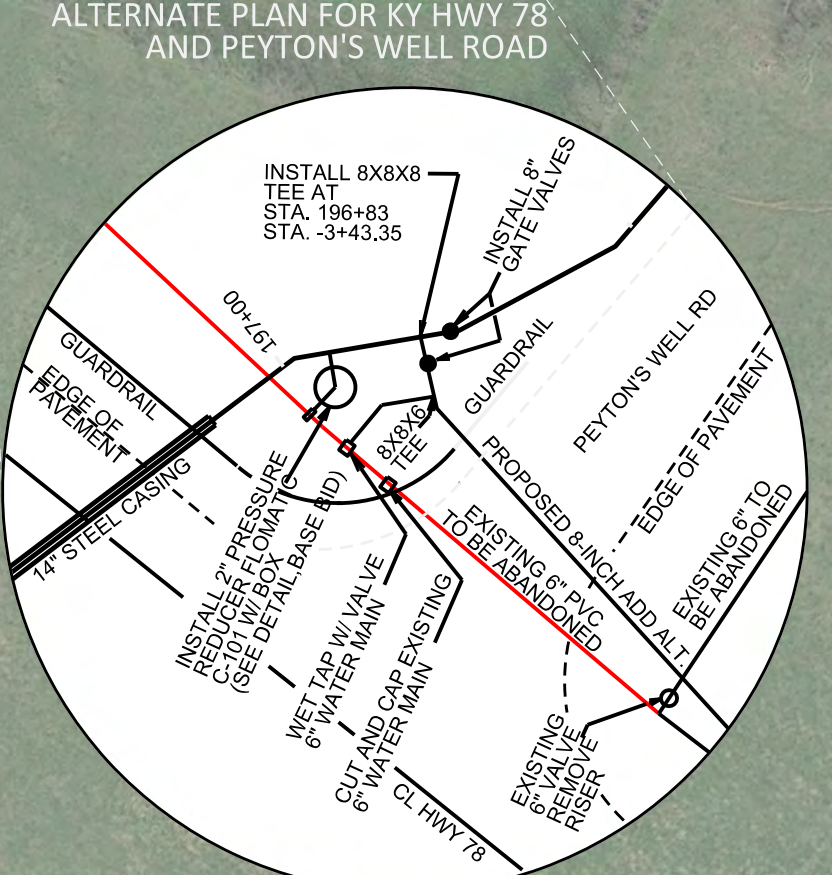 ALTERNATE PLAN FOR KY HWY 78
AND PEYTON'S WELL ROAD
INSTALL 8X8X8
TEE AT
STA. 196+83
STA. -3+43.35
INSTALL 8"
GATE VALVES
197+00
GUARDRAIL
EDGE OF
PAVEMENT
14" STEEL CASING
GUARDRAIL
8X8X6
TEE
PEYTON'S WELL RD
EDGE OF PAVEMENT
PROPOSED 8-INCH ADD ALT.
EXISTING 6" PVC
TO BE ABANDONED
EXISTING 6" TO
BE ABANDONED
INSTALL 2" PRESSURE
REDUCER FLOMATIC
C-101 W/ BOX
(SEE DETAIL,BASE BID)
WET TAP W/ VALVE
6" WATER MAIN
CUT AND CAP EXISTING
6" WATER MAIN
CL HWY 78
EXISTING
6" VALVE
REMOVE
RISER